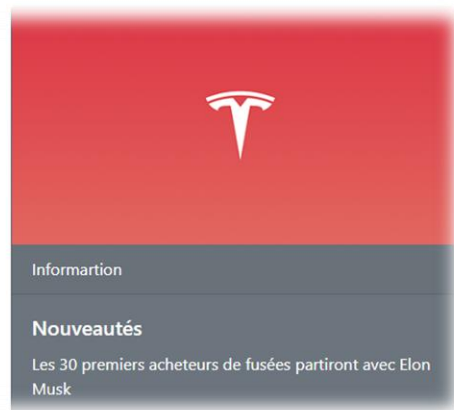 Informartion
Nouveautés
Les 30 premiers acheteurs de fusées partiront avec Elon
Musk